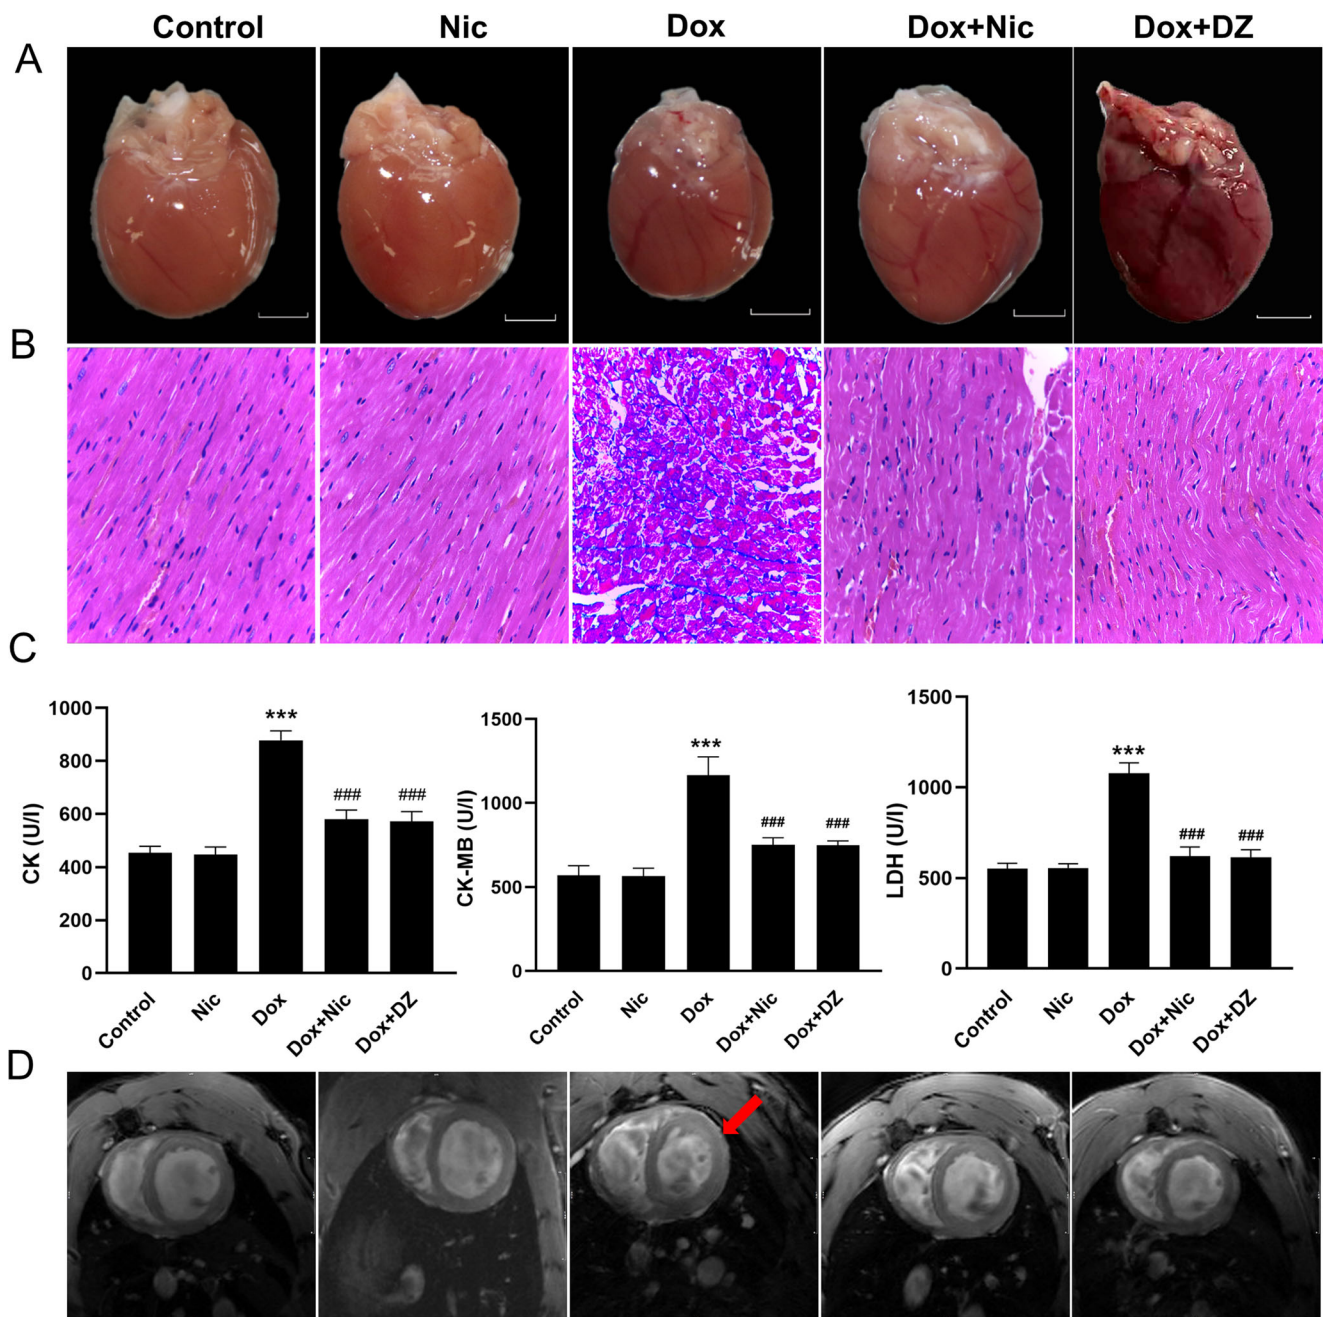 Control Nic Dox Dox+Nic Dox+DZ
A
B
C
1000
800
600
400
200
0
CK (U/l)
***
###
###
Control
Nic
Dox
Dox+Nic
Dox+DZ
1500
1000
500
0
CK-MB (U/l)
***
###
###
Control
Nic
Dox
Dox+Nic
Dox+DZ
1500
1000
500
0
LDH (U/l)
***
###
###
Control
Nic
Dox
Dox+Nic
Dox+DZ
D